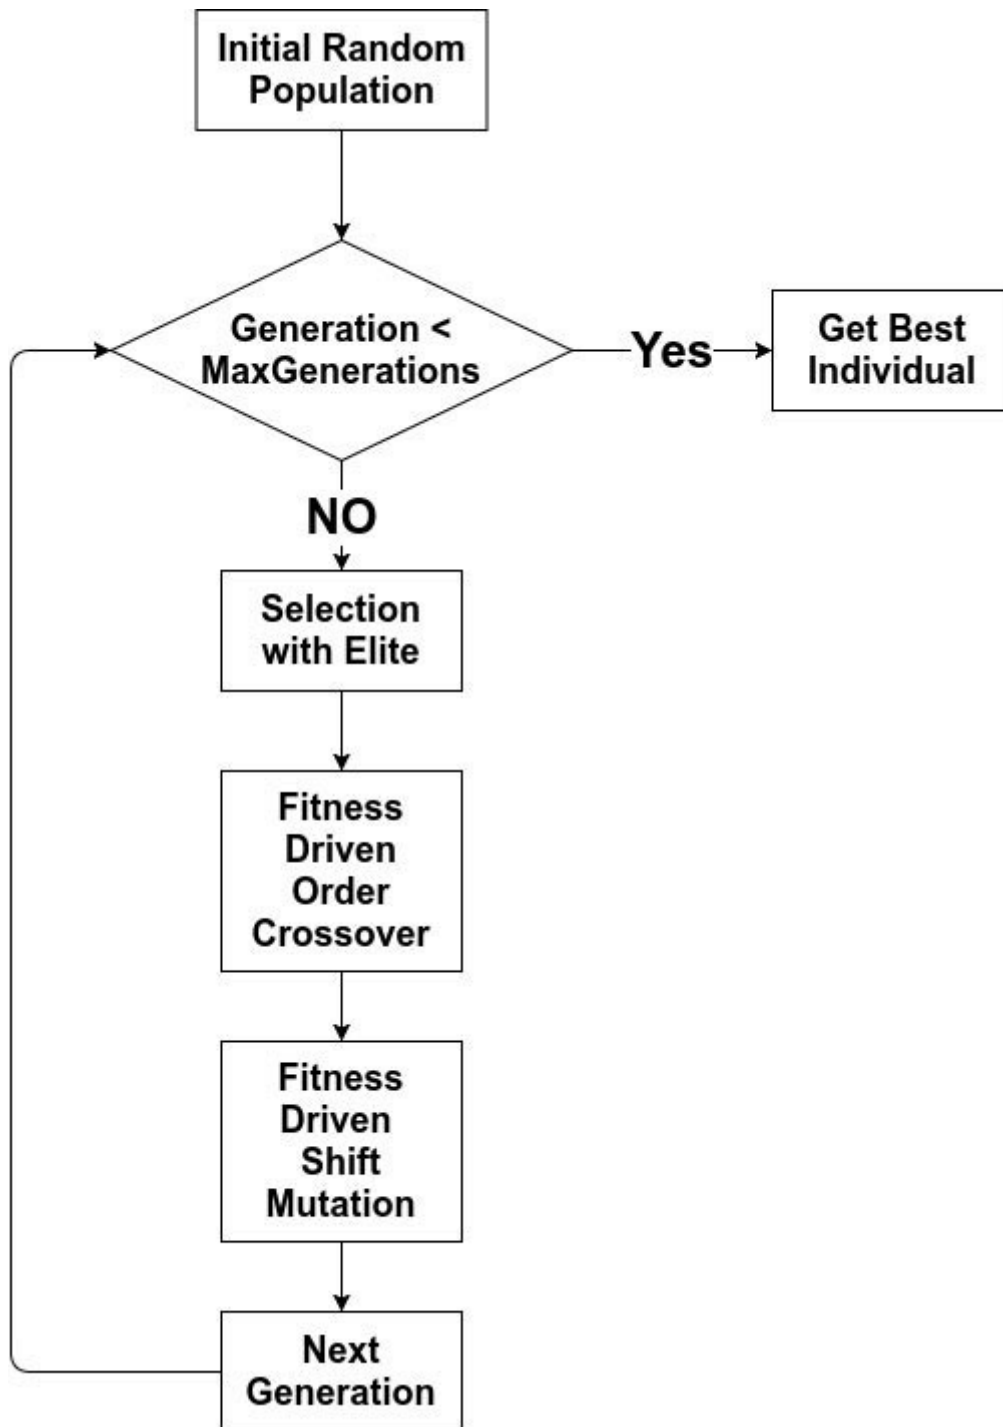 Initial Random
Population
Generation <
MaxGenerations
Yes
Get Best
Individual
NO
Selection
with Elite
Fitness
Driven
Order
Crossover
Fitness
Driven
Shift
Mutation
Next
Generation